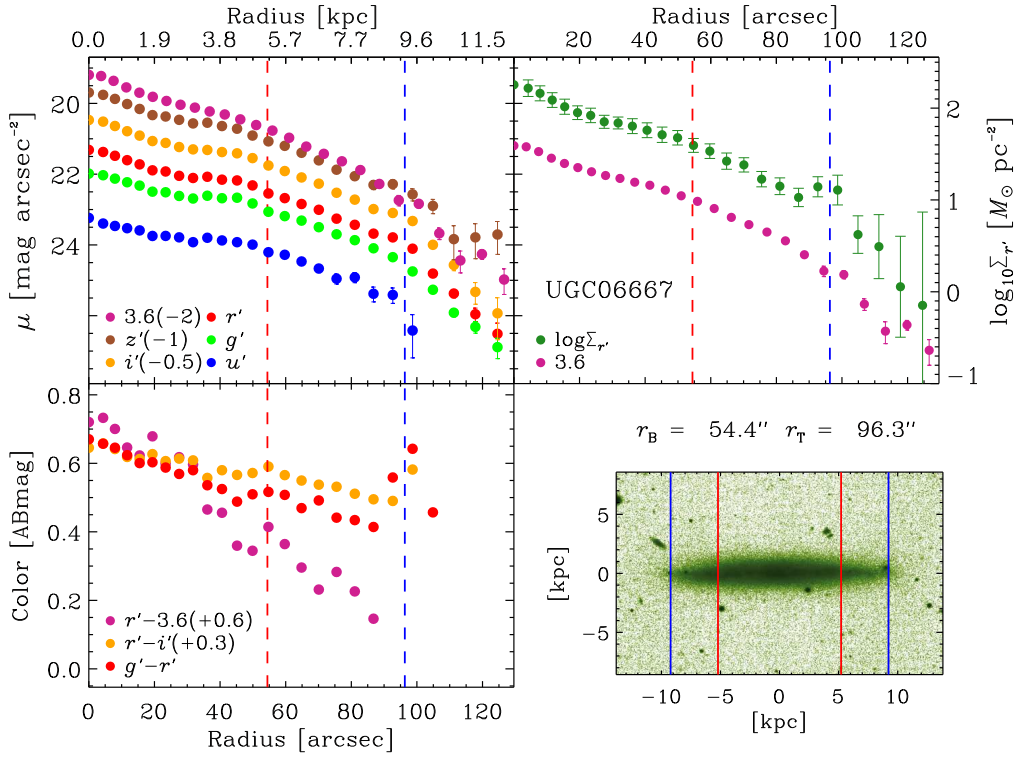 Radius [kpc]
0.0 1.9 3.8 5.7 7.7 9.6 11.5
Radius [arcsec]
20 40 60 80 100 120
μ [mag arcsec⁻²]
20
22
24
3.6(−2) r′
z′(−1) g′
i′(−0.5) u′
UGC06667
logΣr′
3.6
log₁₀Σr′ [M⊙ pc⁻²]
2
1
0
−1
Color [ABmag]
0.8
0.6
0.4
0.2
0.0
r′−3.6(+0.6)
r′−i′(+0.3)
g′−r′
0 20 40 60 80 100 120
Radius [arcsec]
rB = 54.4″ rT = 96.3″
[kpc]
5
0
−5
−10 −5 0 5 10
[kpc]